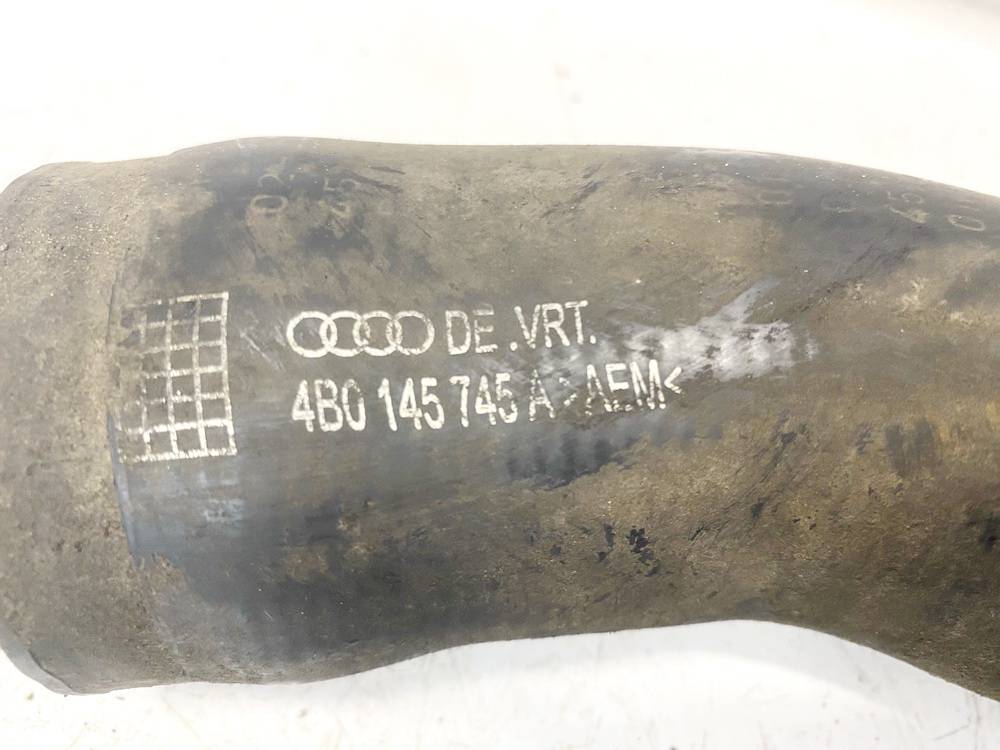 DE .VRT.
4B0 145 745 A >AEM<